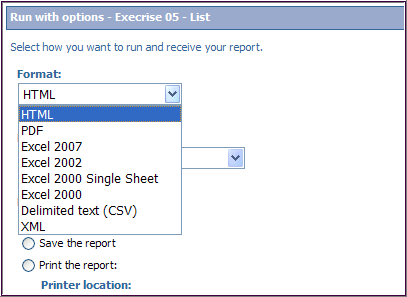 Run with options - Execrise 05 - List
Select how you want to run and receive your report.
Format:
HTML
HTML
PDF
Excel 2007
Excel 2002
Excel 2000 Single Sheet
Excel 2000
Delimited text (CSV)
XML
Save the report
Print the report:
Printer location: